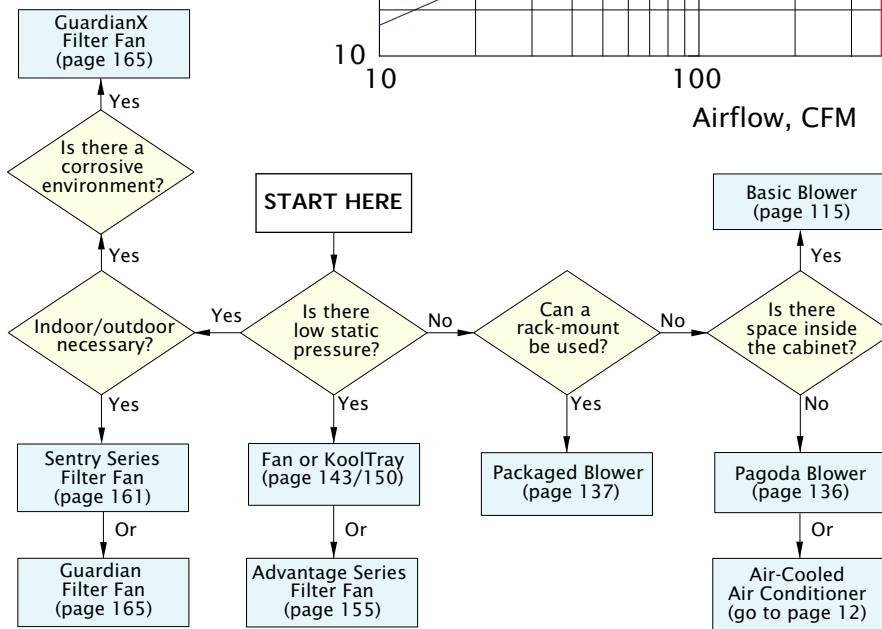 10
10
100
Airflow, CFM
GuardianX
Filter Fan
(page 165)
Yes
Is there a
corrosive
environment?
Yes
START HERE
Basic Blower
(page 115)
Yes
Indoor/outdoor
necessary?
Yes
Is there
low static
pressure?
No
Can a
rack-mount
be used?
No
Is there
space inside
the cabinet?
Yes
Yes
Yes
No
Sentry Series
Filter Fan
(page 161)
Fan or KoolTray
(page 143/150)
Packaged Blower
(page 137)
Pagoda Blower
(page 136)
Or
Or
Or
Guardian
Filter Fan
(page 165)
Advantage Series
Filter Fan
(page 155)
Air-Cooled
Air Conditioner
(go to page 12)